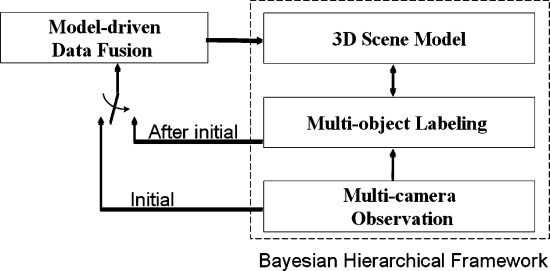 Model-driven
Data Fusion
3D Scene Model
After initial
Multi-object Labeling
Initial
Multi-camera
Observation
Bayesian Hierarchical Framework